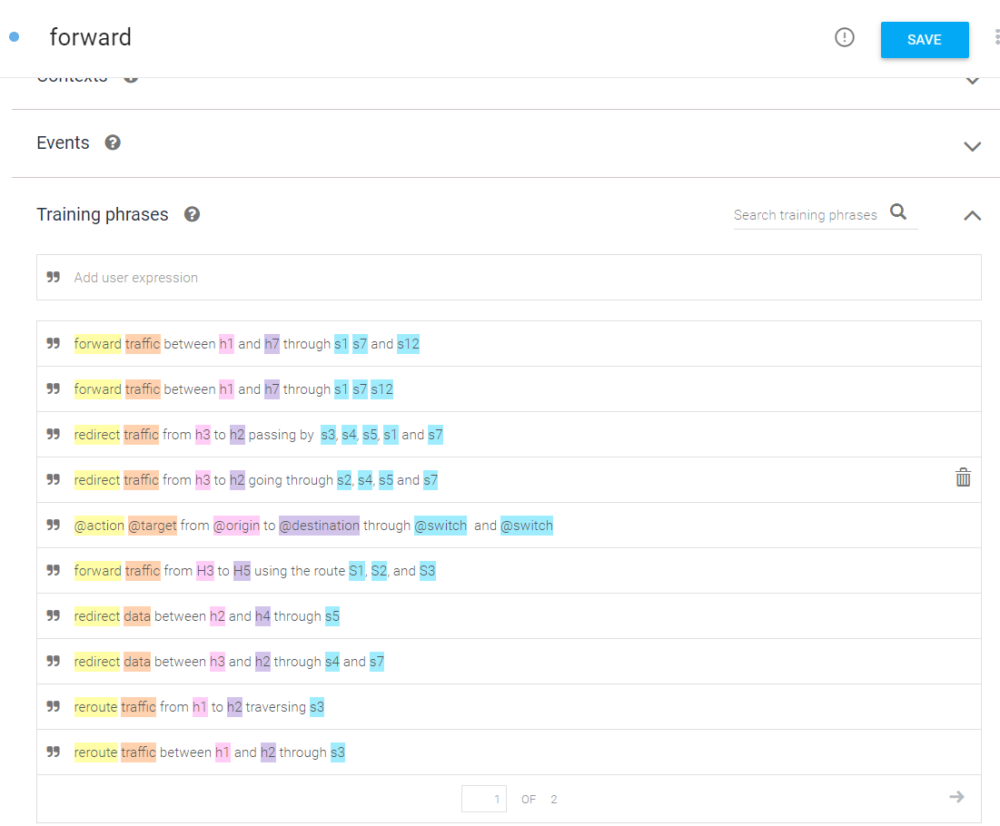 forward
SAVE
Contexts
Events
Training phrases
Search training phrases
Add user expression
forward traffic between h1 and h7 through s1 s7 and s12
forward traffic between h1 and h7 through s1 s7 s12
redirect traffic from h3 to h2 passing by s3, s4, s5, s1 and s7
redirect traffic from h3 to h2 going through s2, s4, s5 and s7
@action @target from @origin to @destination through @switch and @switch
forward traffic from H3 to H5 using the route S1, S2, and S3
redirect data between h2 and h4 through s5
redirect data between h3 and h2 through s4 and s7
reroute traffic from h1 to h2 traversing s3
reroute traffic between h1 and h2 through s3
1 OF 2